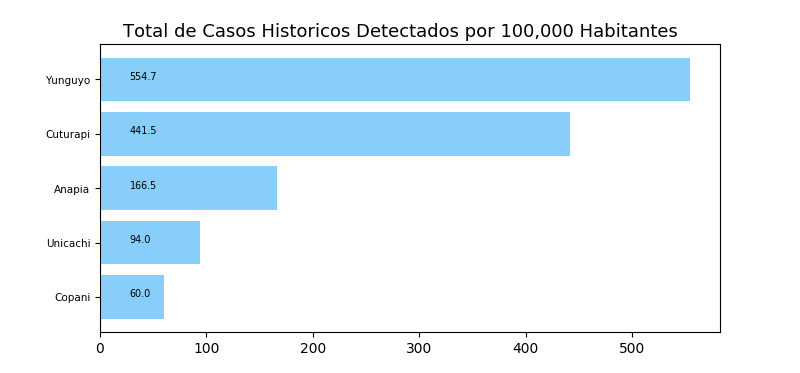 Total de Casos Historicos Detectados por 100,000 Habitantes
Yunguyo 554.7
Cuturapi 441.5
Anapia 166.5
Unicachi 94.0
Copani 60.0
0 100 200 300 400 500